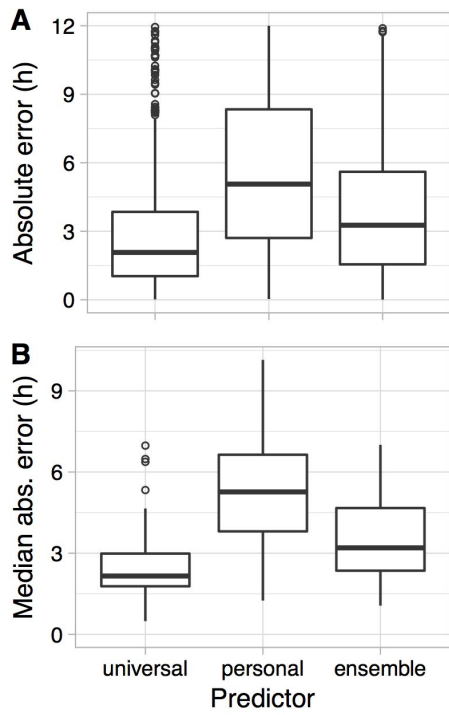 A
Absolute error (h)
12
9
6
3
0
B
Median abs. error (h)
9
6
3
0
universal personal ensemble
Predictor